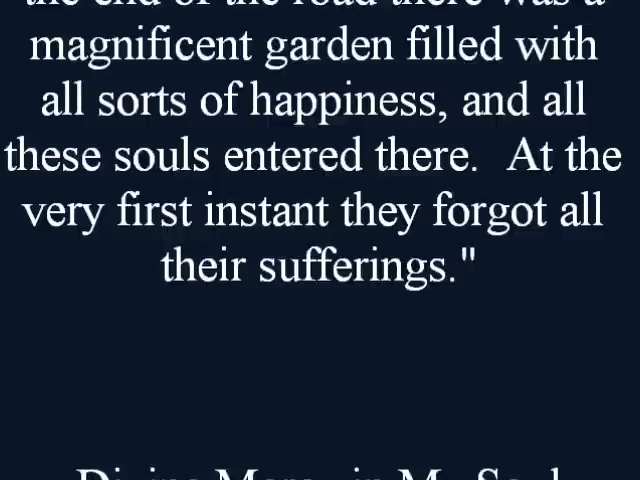 the end of the road there was a
magnificent garden filled with
all sorts of happiness, and all
these souls entered there.  At the
very first instant they forgot all
their sufferings."
Divine Mercy in My Soul